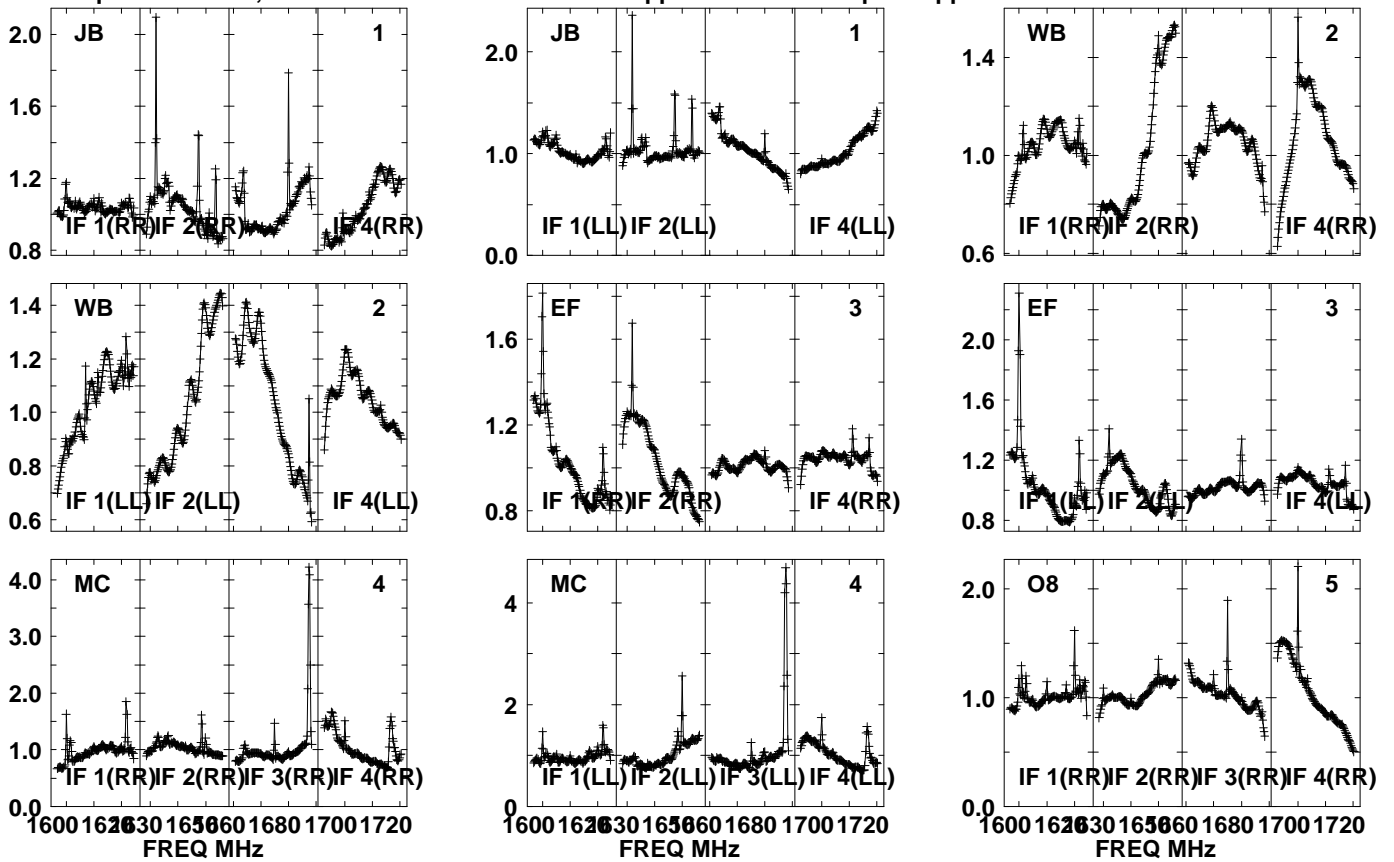 JB 1 JB 1 WB 2
2.0 2.0 1.4
1.6
1.2 1.0 1.0
IF 1(RR) IF 2(RR) IF 4(RR) IF 1(LL) IF 2(LL) IF 4(LL) IF 1(RR) IF 2(RR) IF 4(RR)
0.8 0.0 0.6
WB 2 EF 3 EF 3
1.4
1.2 1.6 2.0
1.0 1.6
0.8 1.2 1.2
IF 1(LL) IF 2(LL) IF 4(LL) IF 1(RR) IF 2(RR) IF 4(RR) IF 1(LL) IF 2(LL) IF 4(LL)
0.6 0.8 0.8
MC 4 MC 4 O8 5
4.0 4 2.0
3.0
2.0 2 1.0
1.0
IF 1(RR) IF 2(RR) IF 3(RR) IF 4(RR) IF 1(LL) IF 2(LL) IF 3(LL) IF 4(LL) IF 1(RR) IF 2(RR) IF 3(RR) IF 4(RR)
0.0 0 0.0
1600 1620 1630 1650 1660 1680 1700 1720 1600 1620 1630 1650 1660 1680 1700 1720 1600 1620 1630 1650 1660 1680 1700 1720
FREQ MHz FREQ MHz FREQ MHz